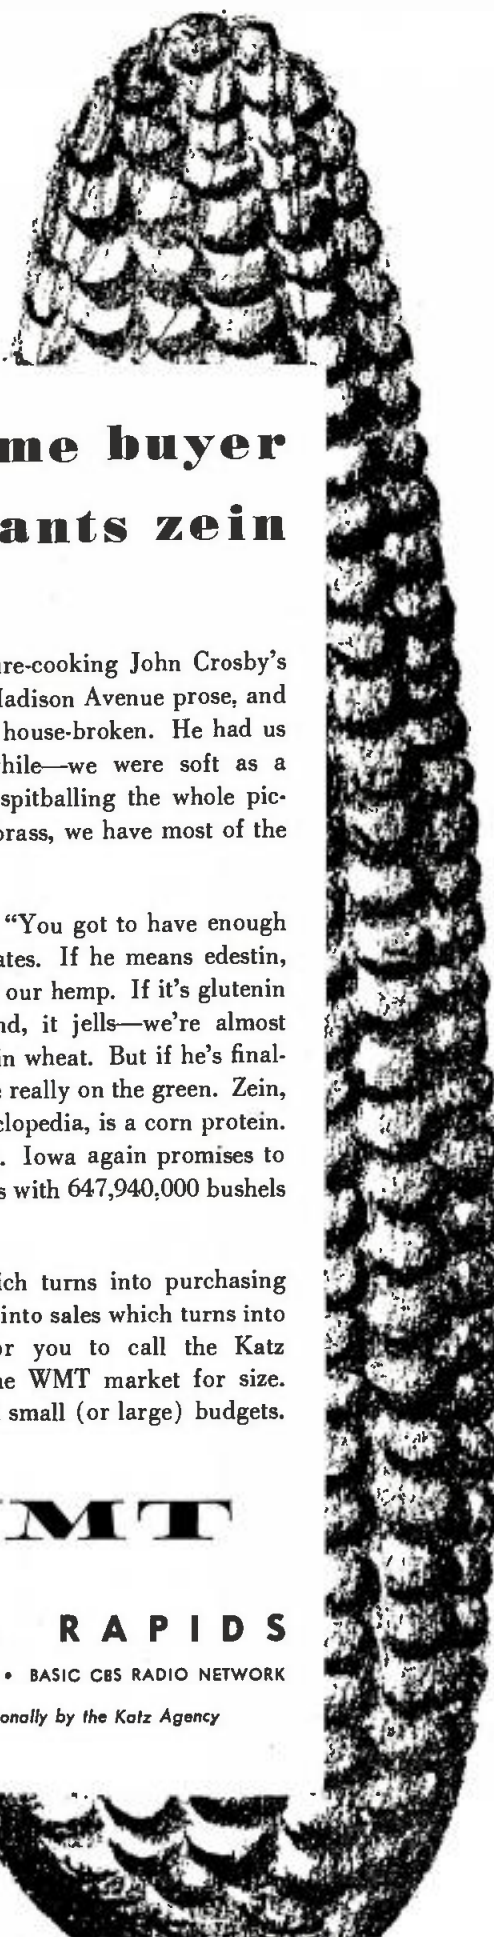 me buyer
ants zein
ure-cooking John Crosby's
Madison Avenue prose, and
house-broken. He had us
while—we were soft as a
spitballing the whole pic-
brass, we have most of the
"You got to have enough
ates. If he means edestin,
our hemp. If it's glutenin
nd, it jells—we're almost
in wheat. But if he's final-
e really on the green. Zein,
clopedia, is a corn protein.
. Iowa again promises to
s with 647,940,000 bushels
ich turns into purchasing
into sales which turns into
or you to call the Katz
he WMT market for size.
small (or large) budgets.
WMT
RAPIDS
• BASIC CBS RADIO NETWORK
onally by the Katz Agency